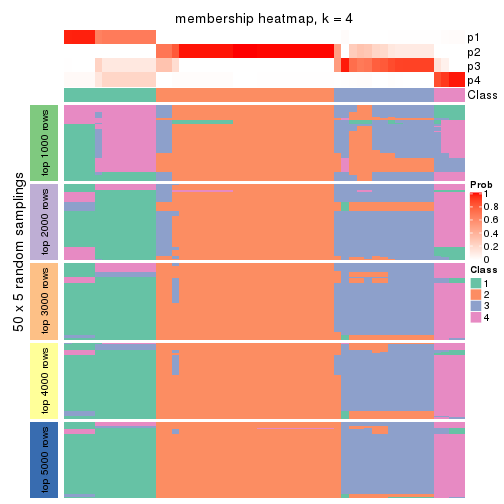 membership heatmap, k = 4
p1
p2
p3
p4
Class
50 x 5 random samplings
top 1000 rows
top 2000 rows
top 3000 rows
top 4000 rows
top 5000 rows
Prob
1
0.8
0.6
0.4
0.2
0
Class
1
2
3
4